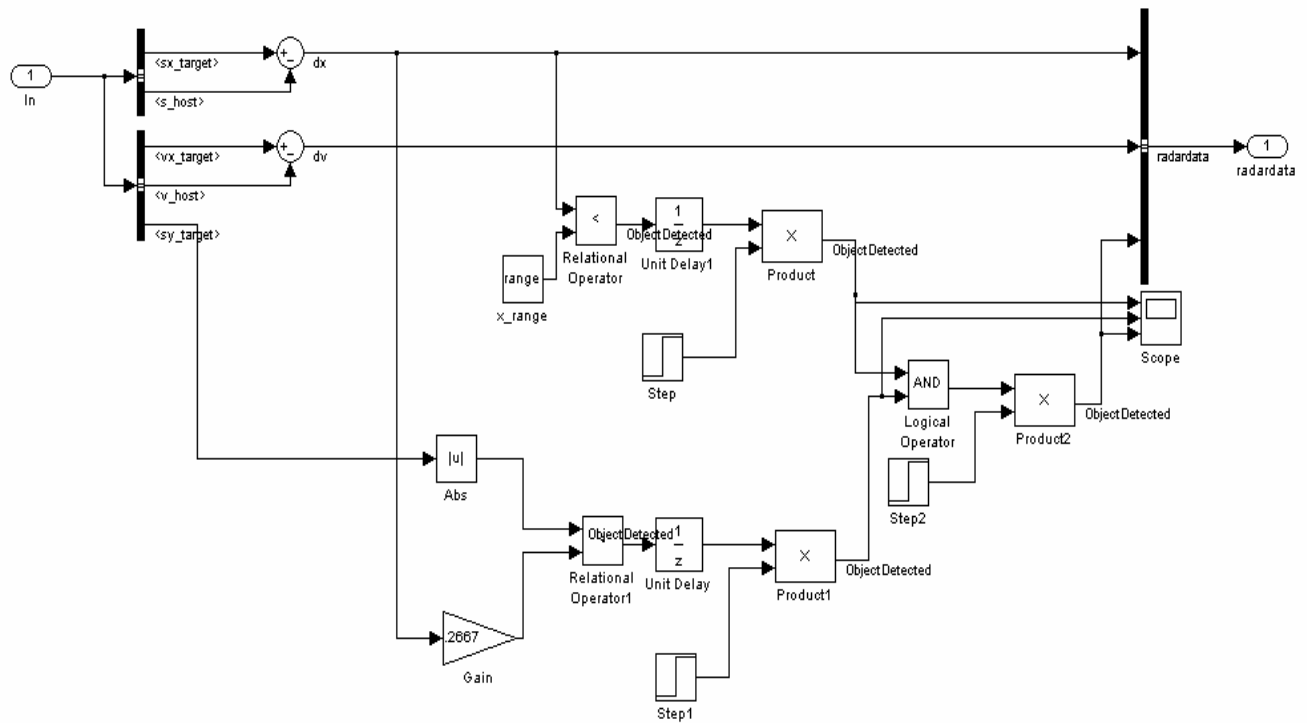 1
In
<sx_target>
<s_host>
<vx_target>
<v_host>
<sy_target>
+
−
dx
+
−
dv
radardata
1
radardata
<
Relational
Operator
ObjectDetected
1
z
Unit Delay1
X
Product
ObjectDetected
range
x_range
Step
Scope
AND
Logical
Operator
X
Product2
ObjectDetected
Step2
|u|
Abs
ObjectDetected
Relational
Operator1
1
z
Unit Delay
X
Product1
ObjectDetected
.2667
Gain
Step1